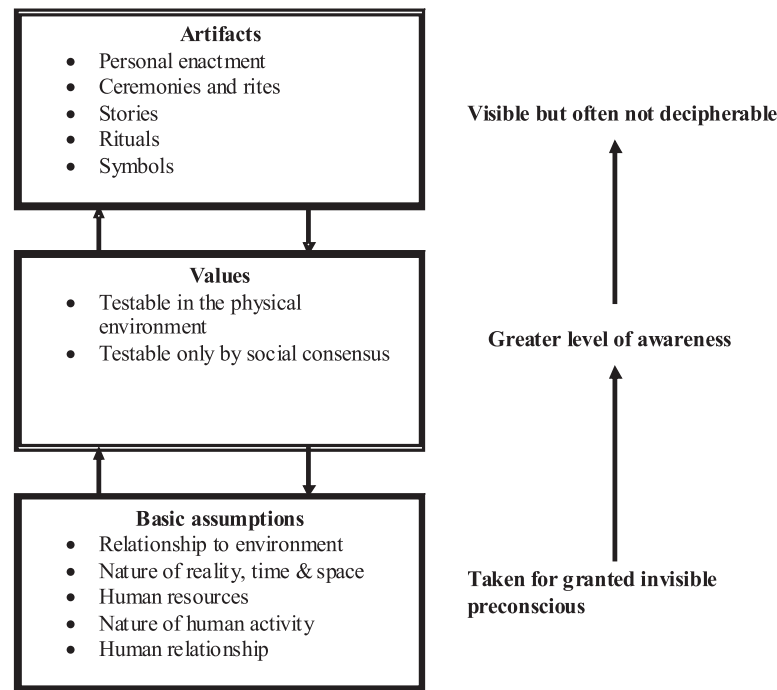 Artifacts
• Personal enactment
• Ceremonies and rites
• Stories
• Rituals
• Symbols
Visible but often not decipherable
Values
• Testable in the physical
environment
• Testable only by social consensus
Greater level of awareness
Basic assumptions
• Relationship to environment
• Nature of reality, time & space
• Human resources
• Nature of human activity
• Human relationship
Taken for granted invisible
preconscious